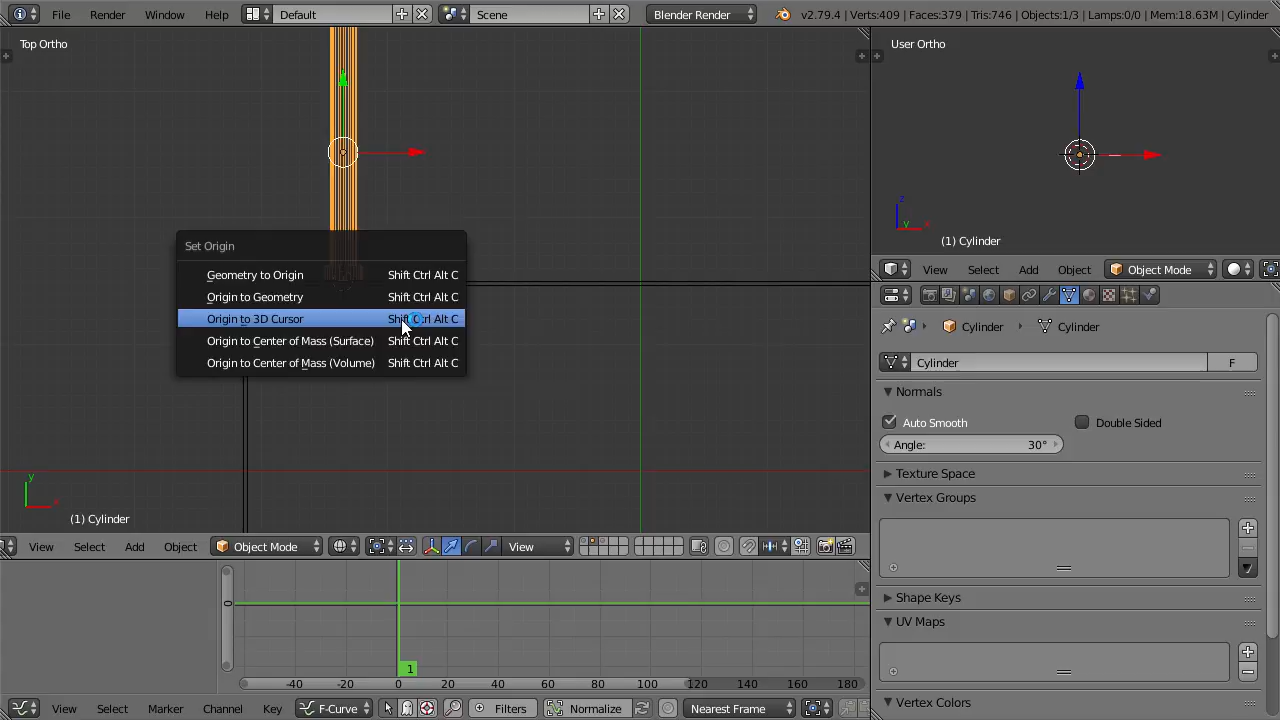 File Render Window Help Default Scene Blender Render v2.79.4 | Verts:409 | Faces:379 | Tris:746 | Objects:1/3 | Lamps:0/0 | Mem:18.63M | Cylinder
Top Ortho
User Ortho
Set Origin
Geometry to Origin Shift Ctrl Alt C
Origin to Geometry Shift Ctrl Alt C
Origin to 3D Cursor Shift Ctrl Alt C
Origin to Center of Mass (Surface) Shift Ctrl Alt C
Origin to Center of Mass (Volume) Shift Ctrl Alt C
y
x
(1) Cylinder
View Select Add Object Object Mode View
z
y x
(1) Cylinder
View Select Add Object Object Mode
Cylinder Cylinder
Cylinder F
Normals
Auto Smooth Double Sided
Angle: 30°
Texture Space
Vertex Groups
Shape Keys
UV Maps
Vertex Colors
0
1
-40 -20 0 20 40 60 80 100 120 140 160 180
View Select Marker Channel Key F-Curve Filters Normalize Nearest Frame